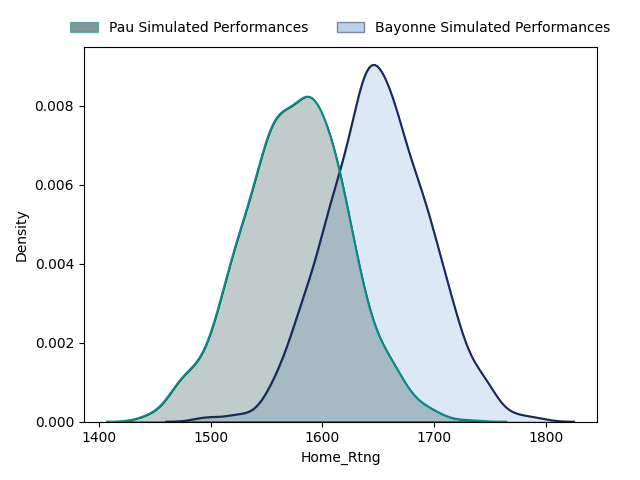 Pau Simulated Performances Bayonne Simulated Performances
Density
0.008
0.006
0.004
0.002
0.000
1400 1500 1600 1700 1800
Home_Rtng